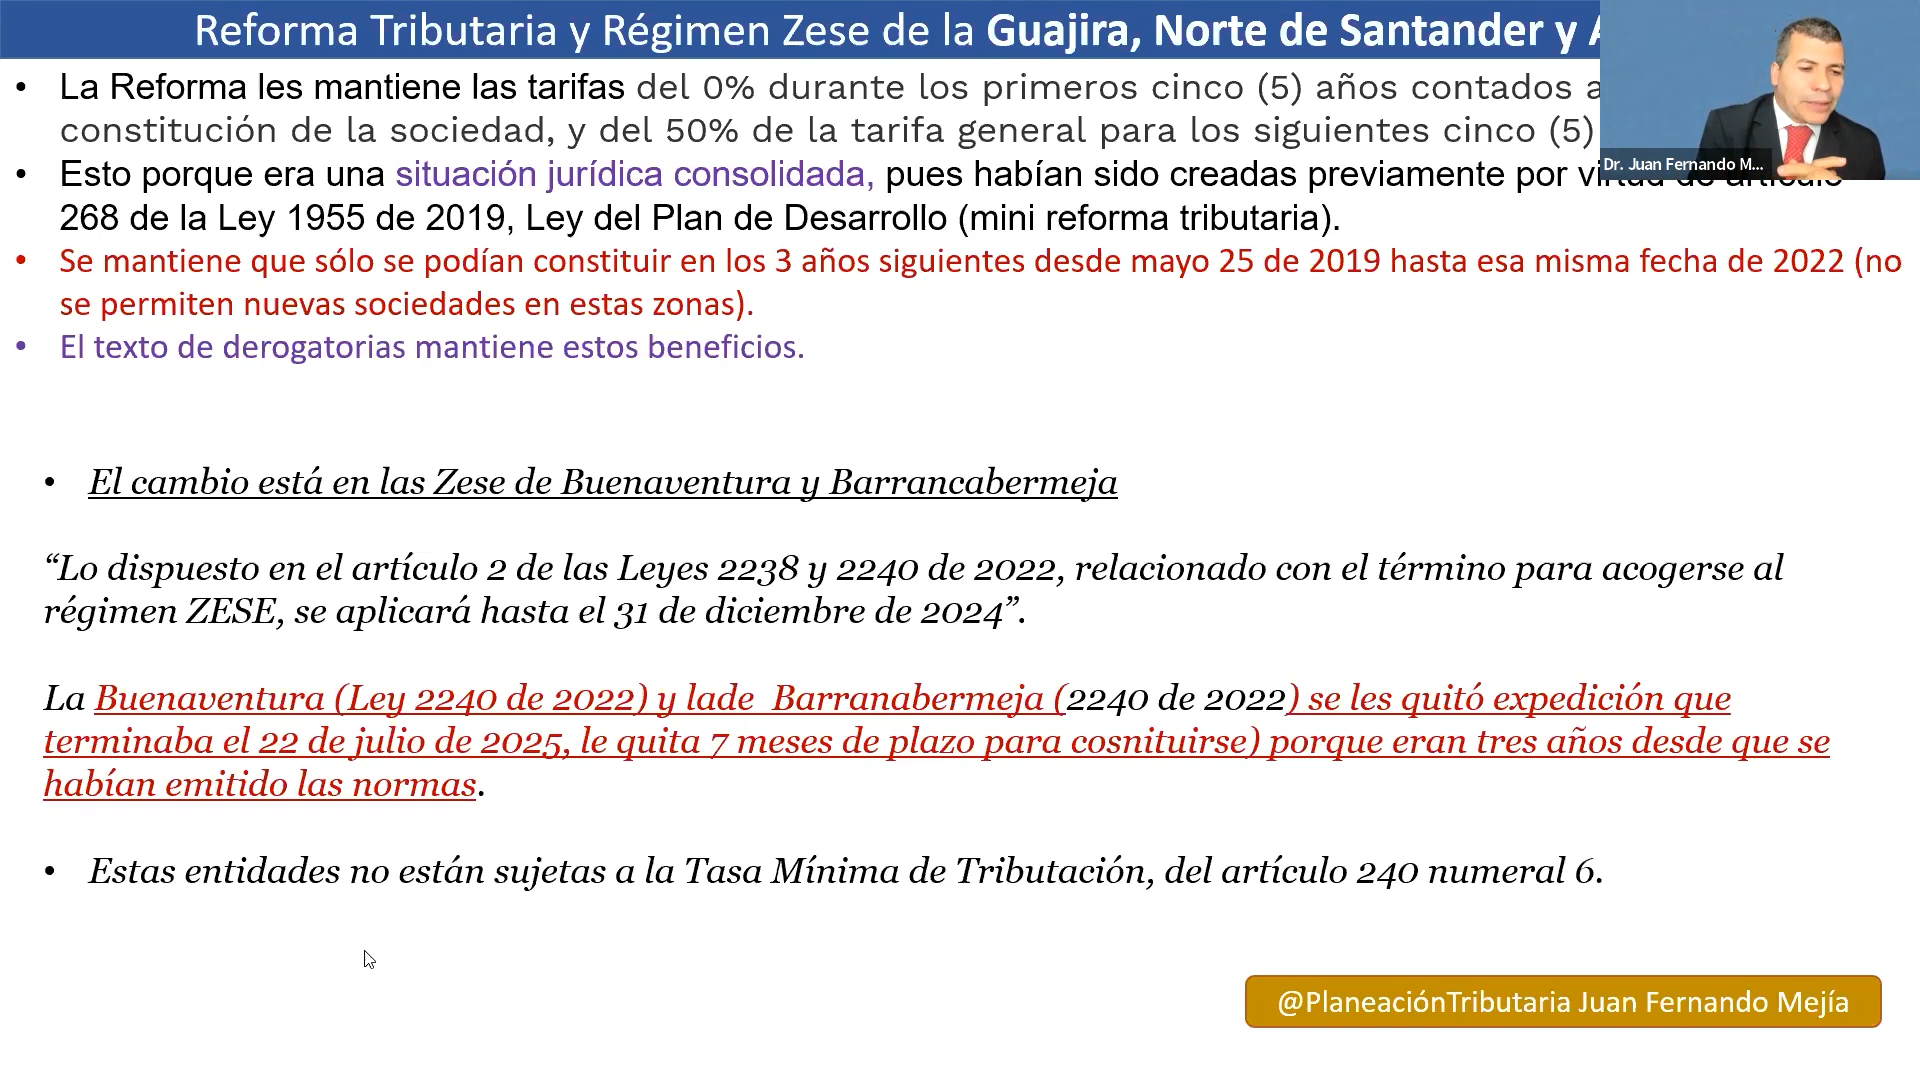 Reforma Tributaria y Régimen Zese de la Guajira, Norte de Santander y
Dr. Juan Fernando M...
• La Reforma les mantiene las tarifas del 0% durante los primeros cinco (5) años contados
constitución de la sociedad, y del 50% de la tarifa general para los siguientes cinco (5)
• Esto porque era una situación jurídica consolidada, pues habían sido creadas previamente por virtud de artículo
268 de la Ley 1955 de 2019, Ley del Plan de Desarrollo (mini reforma tributaria).
• Se mantiene que sólo se podían constituir en los 3 años siguientes desde mayo 25 de 2019 hasta esa misma fecha de 2022 (no
se permiten nuevas sociedades en estas zonas).
• El texto de derogatorias mantiene estos beneficios.
• El cambio está en las Zese de Buenaventura y Barrancabermeja
“Lo dispuesto en el artículo 2 de las Leyes 2238 y 2240 de 2022, relacionado con el término para acogerse al
régimen ZESE, se aplicará hasta el 31 de diciembre de 2024”.
La Buenaventura (Ley 2240 de 2022) y lade Barranabermeja (2240 de 2022) se les quitó expedición que
terminaba el 22 de julio de 2025, le quita 7 meses de plazo para cosnituirse) porque eran tres años desde que se
habían emitido las normas.
• Estas entidades no están sujetas a la Tasa Mínima de Tributación, del artículo 240 numeral 6.
@PlaneaciónTributaria Juan Fernando Mejía